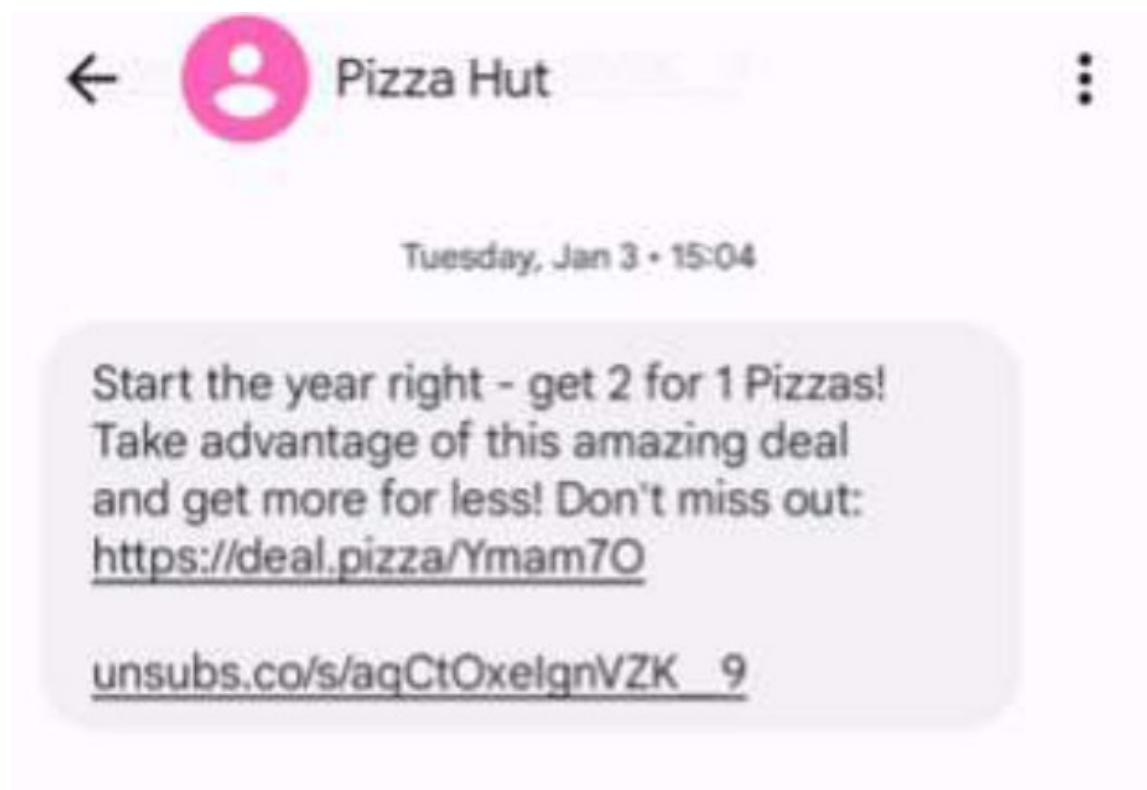 Pizza Hut
Tuesday, Jan 3 • 15:04
Start the year right - get 2 for 1 Pizzas!
Take advantage of this amazing deal
and get more for less! Don't miss out:
https://deal.pizza/Ymam7O
unsubs.co/s/aqCtOxeIgnVZK__9